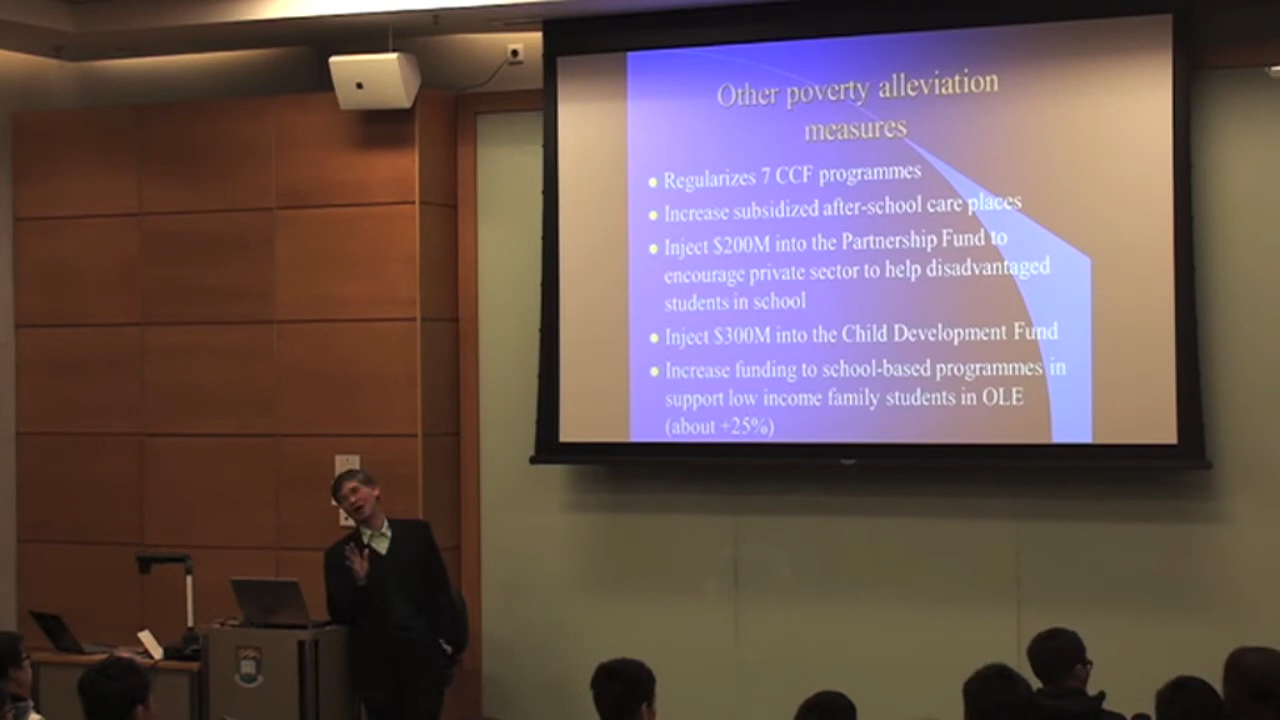 Other poverty alleviation
measures
Regularizes 7 CCF programmes
Increase subsidized after-school care places
Inject $200M into the Partnership Fund to
encourage private sector to help disadvantaged
students in school
Inject $300M into the Child Development Fund
Increase funding to school-based programmes in
support low income family students in OLE
(about +25%)